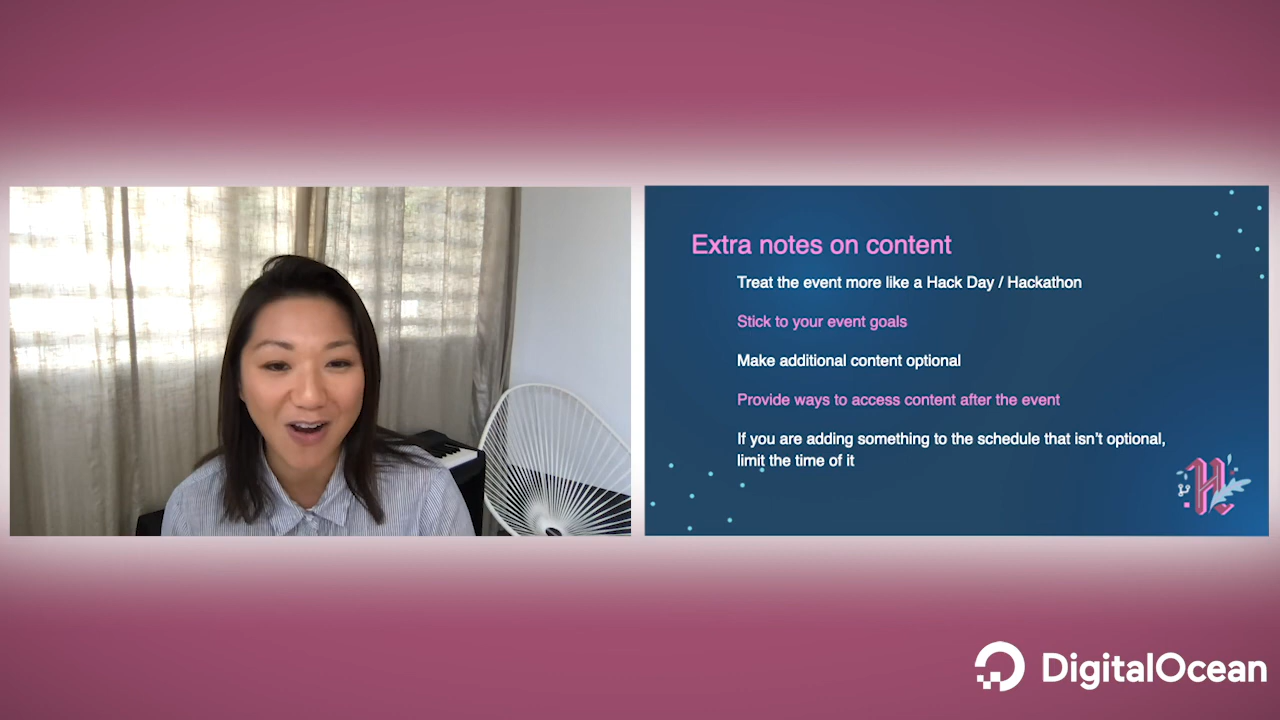 Extra notes on content
Treat the event more like a Hack Day / Hackathon
Stick to your event goals
Make additional content optional
Provide ways to access content after the event
If you are adding something to the schedule that isn't optional,
limit the time of it
H
DigitalOcean